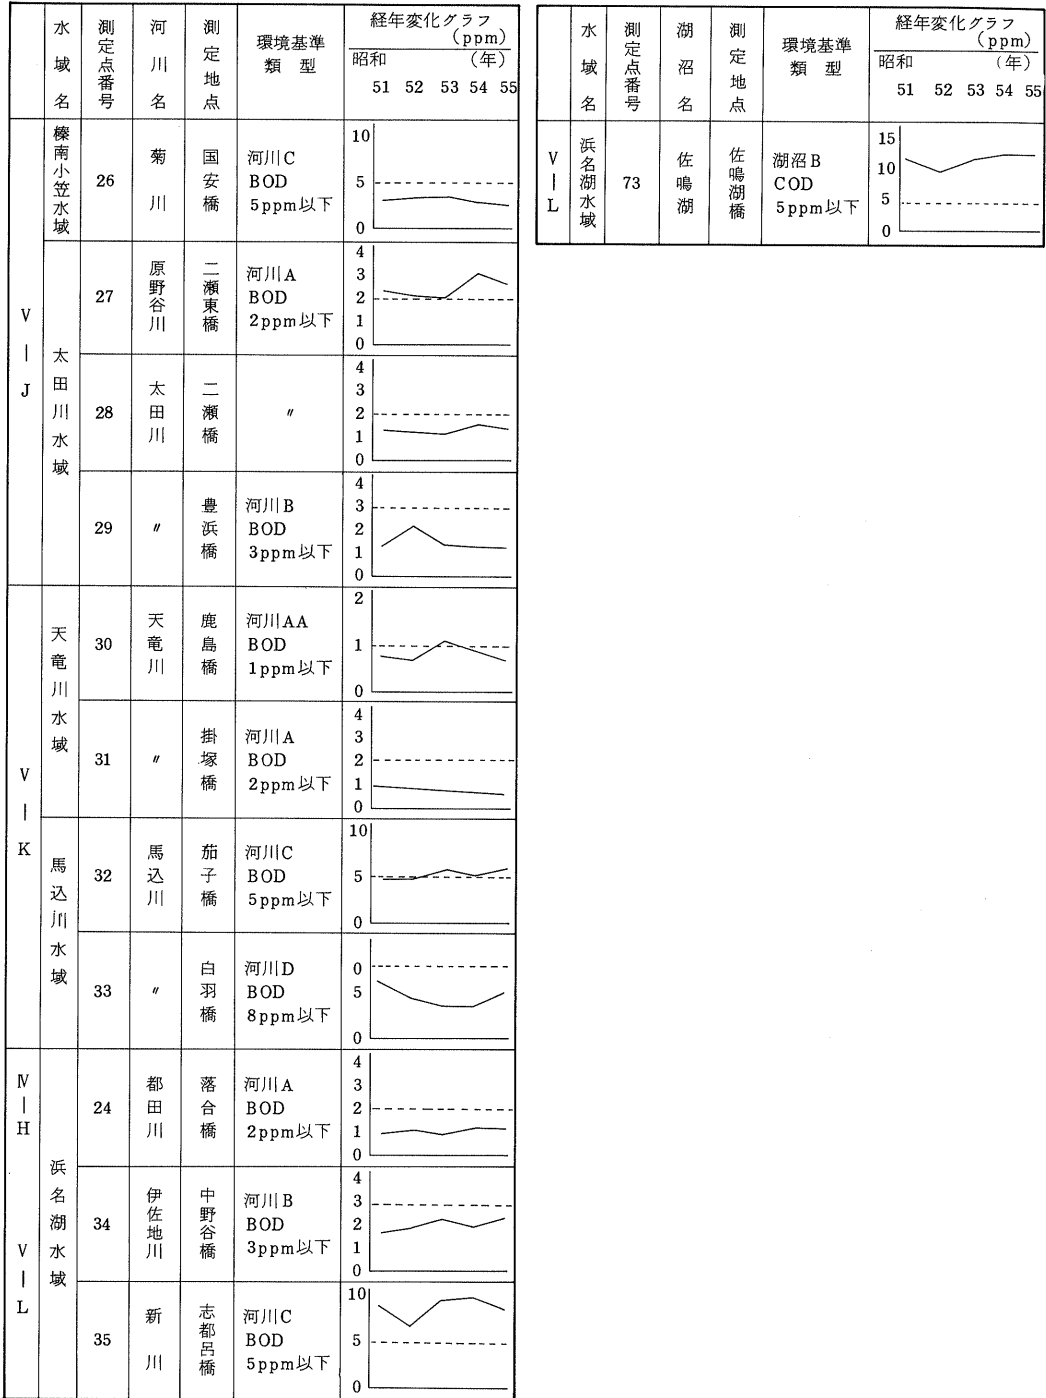 水域名 測定点番号 河川名 測定地点 環境基準類型 経年変化グラフ
(ppm)
昭和 (年)
51 52 53 54 55
V|J 榛南小笠水域 26 菊川 国安橋 河川C
BOD
5ppm以下
10
5
0
太田川水域 27 原野谷川 二瀬東橋 河川A
BOD
2ppm以下
4
3
2
1
0
28 太田川 二瀬橋 〃
4
3
2
1
0
29 〃 豊浜橋 河川B
BOD
3ppm以下
4
3
2
1
0
V|K 天竜川水域 30 天竜川 鹿島橋 河川AA
BOD
1ppm以下
2
1
0
31 〃 掛塚橋 河川A
BOD
2ppm以下
4
3
2
1
0
馬込川水域 32 馬込川 茄子橋 河川C
BOD
5ppm以下
10
5
0
33 〃 白羽橋 河川D
BOD
8ppm以下
0
5
0
Ⅳ|H 浜名湖水域 24 都田川 落合橋 河川A
BOD
2ppm以下
4
3
2
1
0
V|L 34 伊佐地川 中野谷橋 河川B
BOD
3ppm以下
4
3
2
1
0
35 新川 志都呂橋 河川C
BOD
5ppm以下
10
5
0
水域名 測定点番号 湖沼名 測定地点 環境基準類型 経年変化グラフ
(ppm)
昭和 (年)
51 52 53 54 55
V|L 浜名湖水域 73 佐鳴湖 佐鳴湖橋 湖沼B
COD
5ppm以下
15
10
5
0